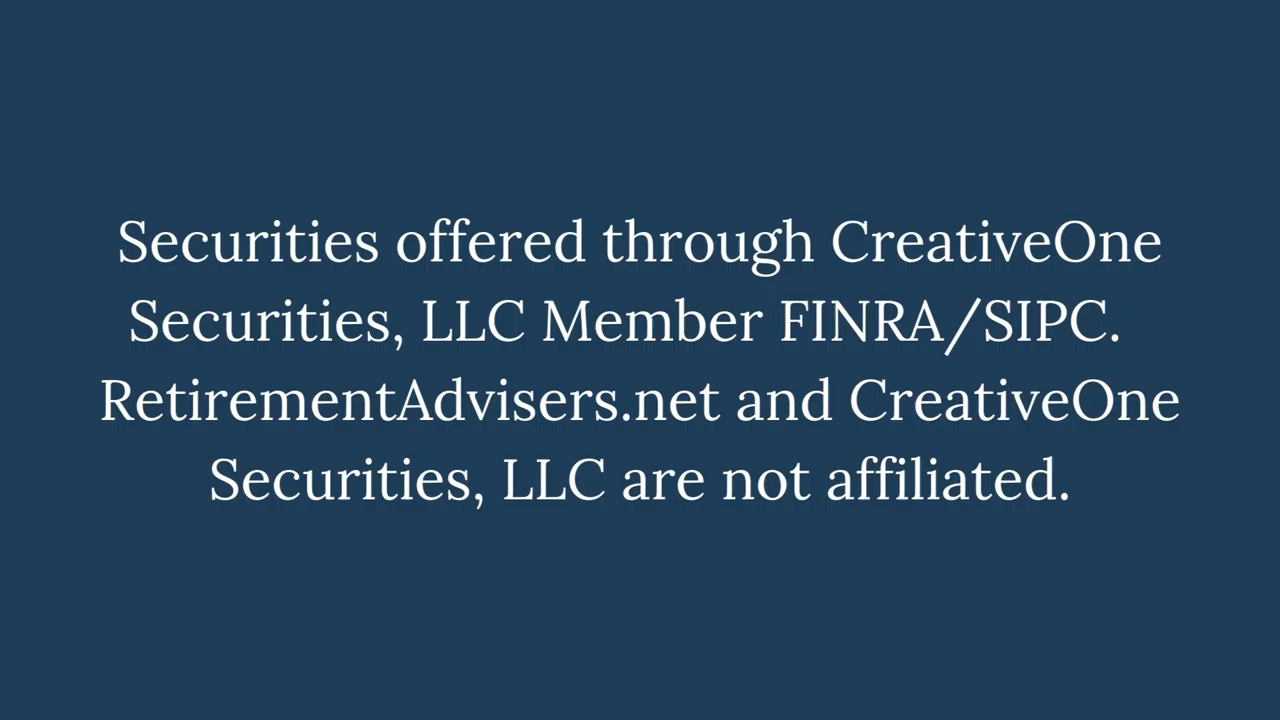 Securities offered through CreativeOne
Securities, LLC Member FINRA/SIPC.
RetirementAdvisers.net and CreativeOne
Securities, LLC are not affiliated.